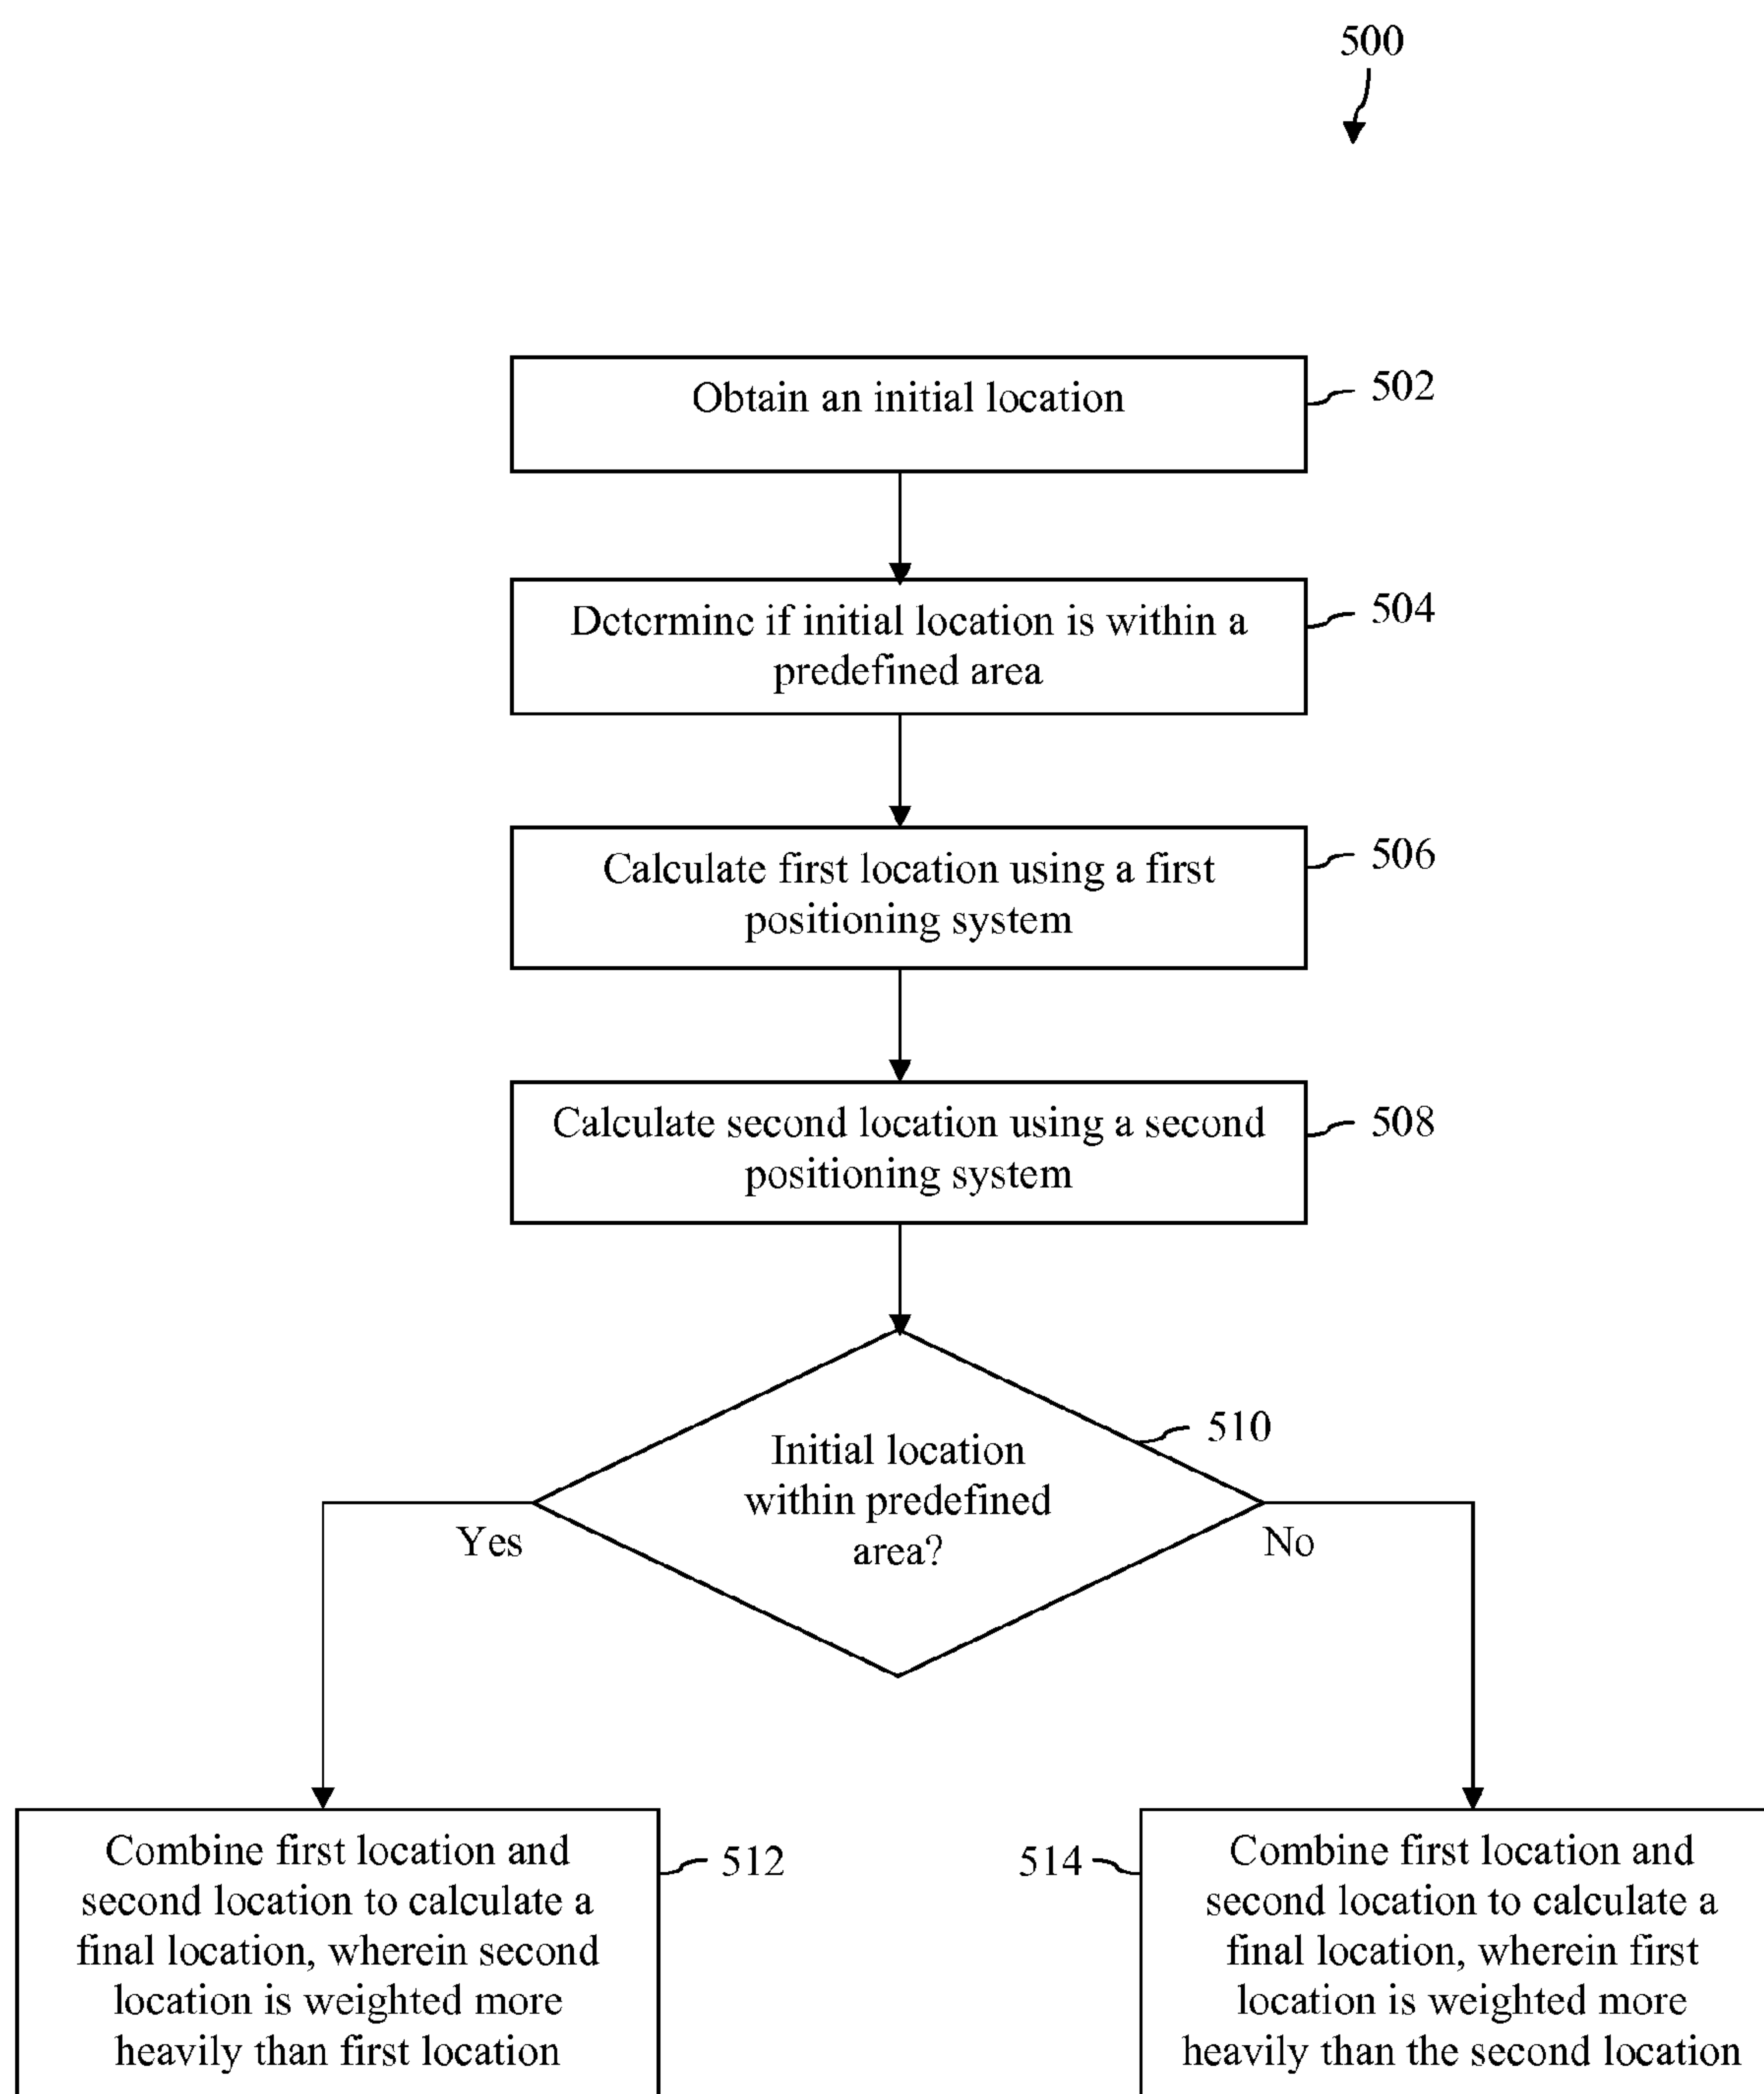 500
Obtain an initial location
502
Determine if initial location is within a
predefined area
504
Calculate first location using a first
positioning system
506
Calculate second location using a second
positioning system
508
Initial location
within predefined
area?
510
Yes
No
Combine first location and
second location to calculate a
final location, wherein second
location is weighted more
heavily than first location
512
514
Combine first location and
second location to calculate a
final location, wherein first
location is weighted more
heavily than the second location